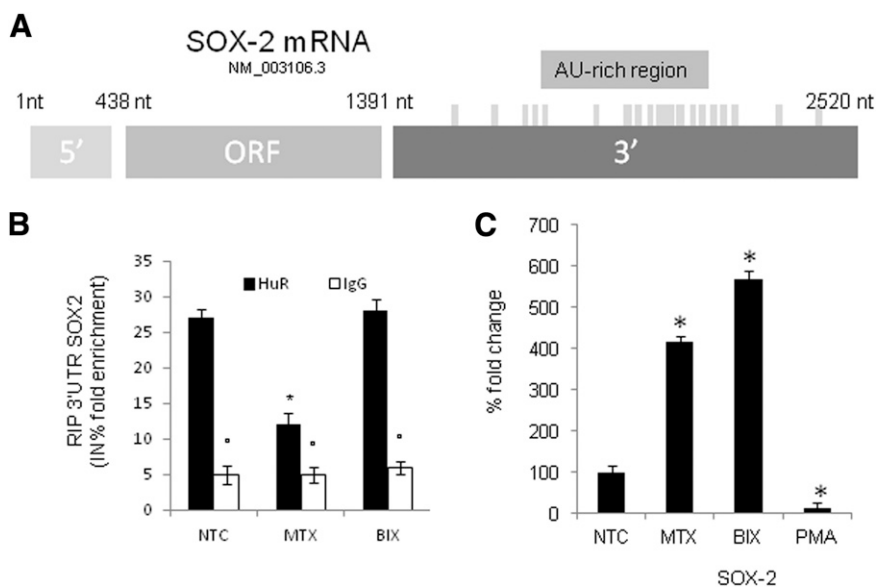 A
SOX-2 mRNA
NM_003106.3
AU-rich region
1nt 438 nt 1391 nt 2520 nt
5' ORF 3'
B
RIP 3'UTR SOX2
(IN% fold enrichment)
35
30
25
20
15
10
5
0
HuR IgG
*
° ° °
NTC MTX BIX
C
% fold change
700
600
500
400
300
200
100
0
* * *
NTC MTX BIX PMA
SOX-2